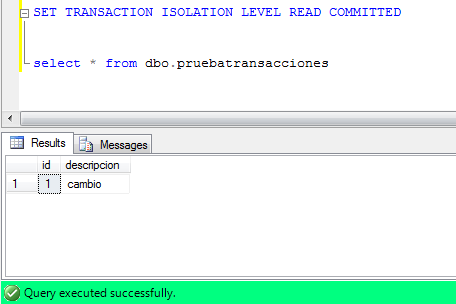 SET TRANSACTION ISOLATION LEVEL READ COMMITTED
select * from dbo.pruebatransacciones
Results Messages
id descripcion
1 1 cambio
Query executed successfully.